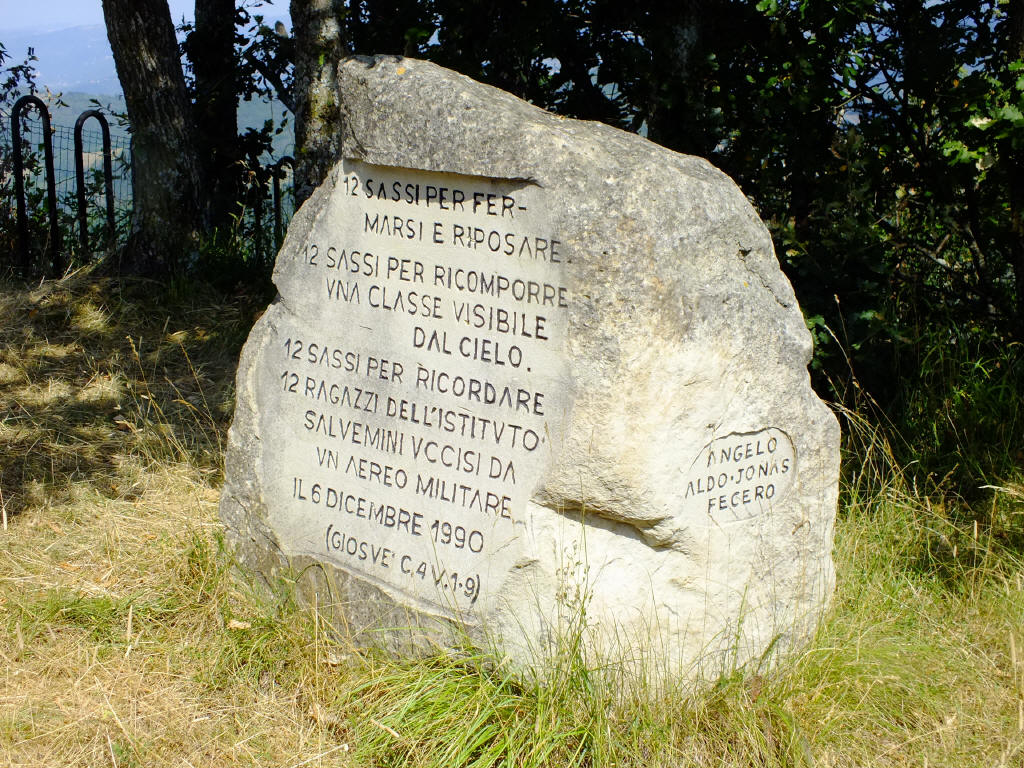 12 SASSI PER FER-
MARSI E RIPOSARE.
12 SASSI PER RICOMPORRE
VNA CLASSE VISIBILE
DAL CIELO.
12 SASSI PER RICORDARE
12 RAGAZZI DELL'ISTITVTO
SALVEMINI VCCISI DA
VN AEREO MILITARE
IL 6 DICEMBRE 1990
(GIOSVE' C.4 V.1-9)
ANGELO
ALDO·JONAS
FECERO